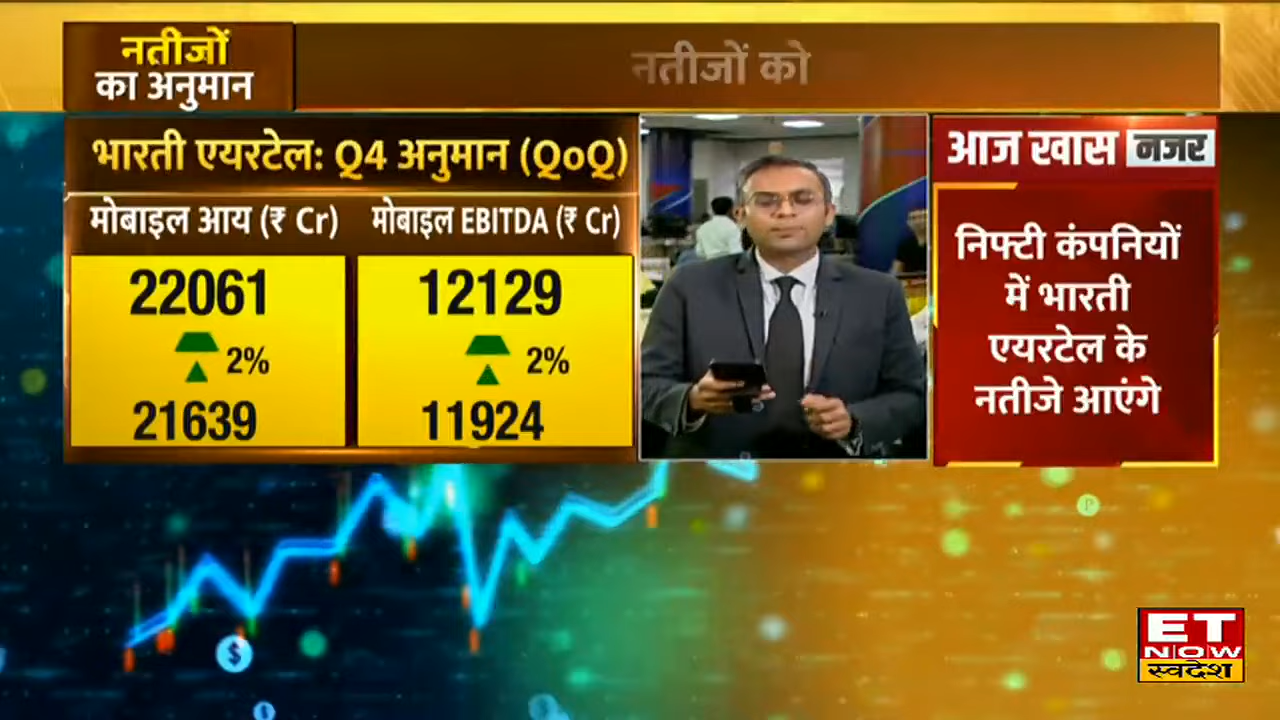 नतीजों
का अनुमान
नतीजों को
भारती एयरटेल: Q4 अनुमान (QoQ)
मोबाइल आय (₹ Cr)
मोबाइल EBITDA (₹ Cr)
22061
12129
2%
2%
21639
11924
आज खास नजर
निफ्टी कंपनियों
में भारती
एयरटेल के
नतीजे आएंगे
$
P
$
ET
NOW
स्वदेश